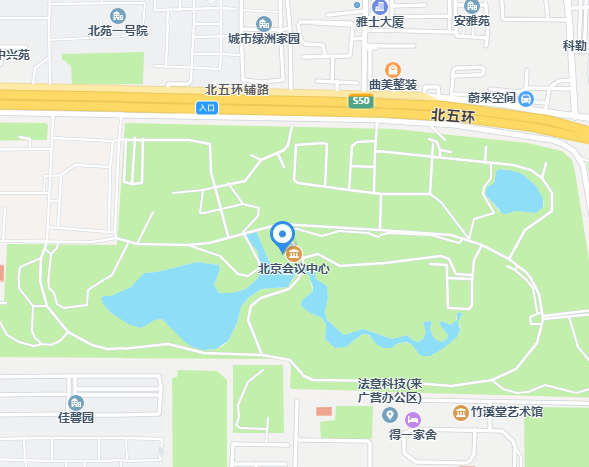 雅士大厦
安雅苑
北苑一号院
城市绿洲家园
科勒
中兴苑
曲美整装
北五环辅路
蔚来空间
S50
入口
北五环
北京会议中心
法意科技(来
广营办公区)
佳馨园
竹溪堂艺术馆
得一家舍